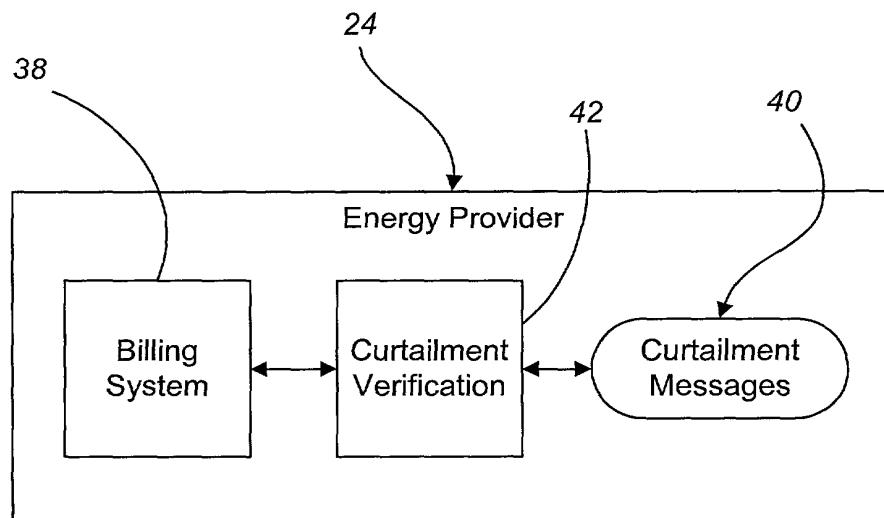 24
38
42
40
Energy Provider
Billing
System
Curtailment
Verification
Curtailment
Messages